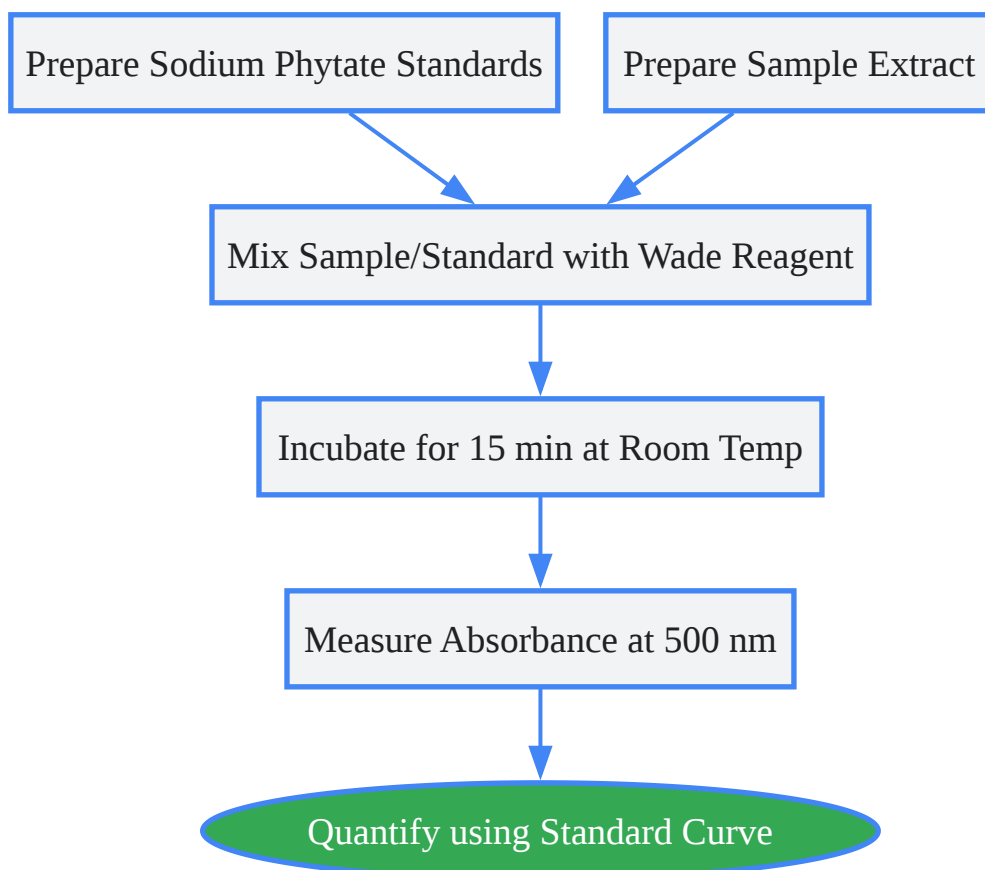 Prepare Sodium Phytate Standards
Prepare Sample Extract
Mix Sample/Standard with Wade Reagent
Incubate for 15 min at Room Temp
Measure Absorbance at 500 nm
Quantify using Standard Curve